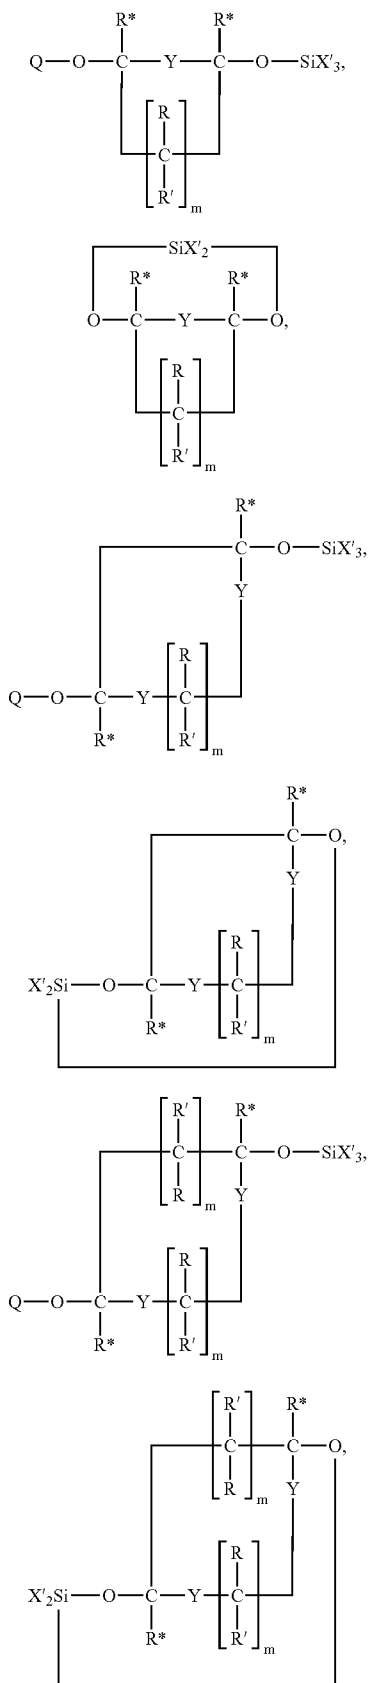 R* R*
Q—O—C—Y—C—O—SiX'₃,
R
C
R' m
SiX'₂
R* R*
O—C—Y—C—O,
R
C
R' m
R*
C—O—SiX'₃,
Y
R
Q—O—C—Y—C
R* R' m
R*
C—O,
Y
R
X'₂Si—O—C—Y—C
R* R' m
R' R*
C—C—O—SiX'₃,
R m Y
R
Q—O—C—Y—C
R* R' m
R' R*
C—C—O,
R m Y
R
X'₂Si—O—C—Y—C
R* R' m